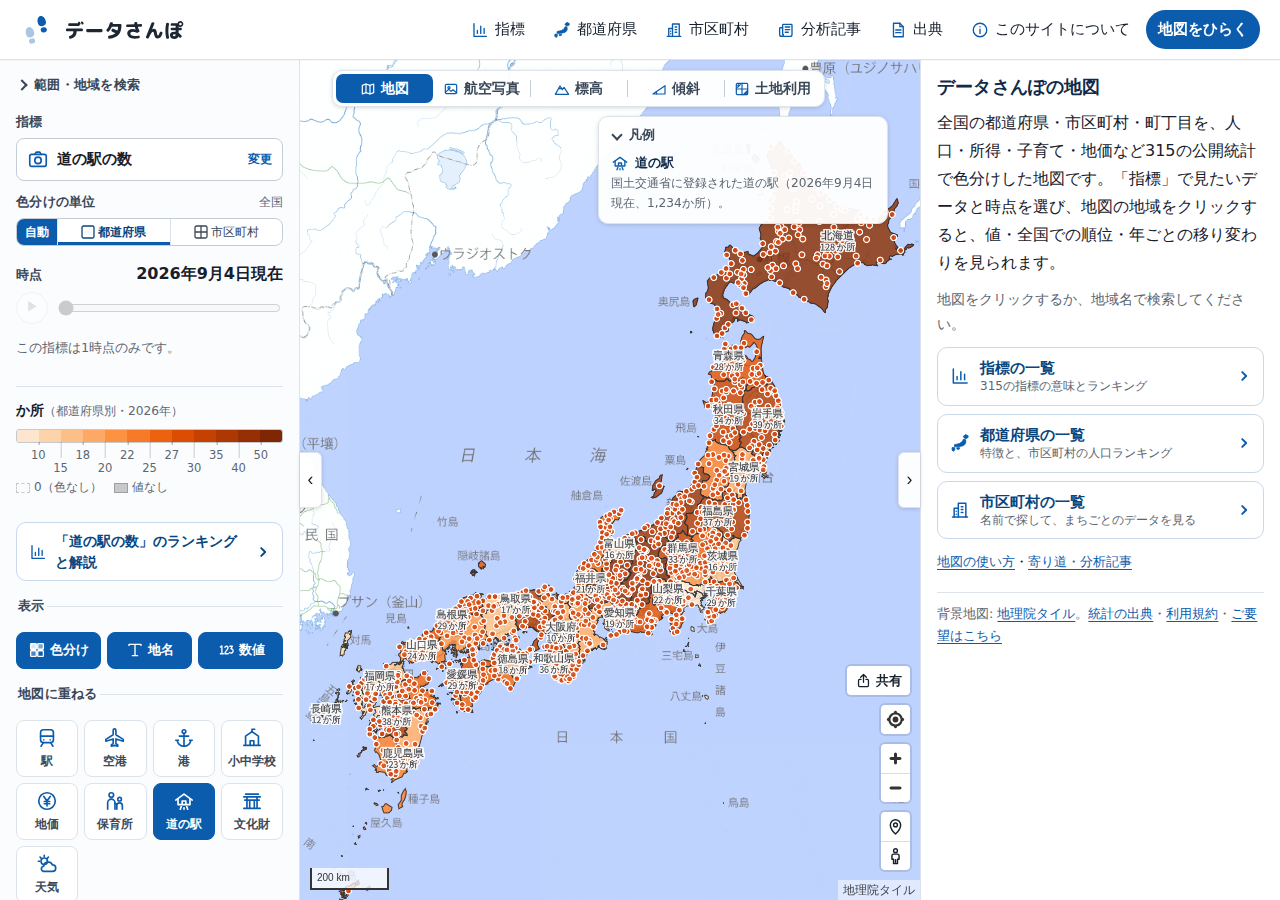 データさんぽ
指標
都道府県
市区町村
分析記事
出典
このサイトについて
地図をひらく
範囲・地域を検索
指標
道の駅の数
変更
色分けの単位
全国
自動
都道府県
市区町村
時点
2026年9月4日現在
この指標は1時点のみです。
か所（都道府県別・2026年）
10 18 22 27 35 50
15 20 25 30 40
0（色なし）
値なし
「道の駅の数」のランキング
と解説
表示
色分け
地名
123 数値
地図に重ねる
駅
空港
港
小中学校
地価
保育所
道の駅
文化財
天気
地図
航空写真
標高
傾斜
土地利用
凡例
道の駅
国土交通省に登録された道の駅（2026年9月4日
現在、1,234か所）。
豊原（ユジノサハ
国
ウラジオストク
北海道
128か所
奥尻島
青森県
28か所
秋田県
34か所
岩手県
39か所
飛島
（平壌）
日本海
粟島
宮城県
19か所
台
佐渡島
舳倉島
竹島
福島県
37か所
民国
富山県
16か所
群馬県
33か所
茨城県
16か所
隠岐諸島
福井県
21か所
山梨県
22か所
千葉県
29か所
プサン（釜山）
見島
鳥取県
17か所
島根県
29か所
愛知県
19か所
大阪府
10か所
大島
対馬
山口県
24か所
徳島県
18か所
和歌山県
36か所
三宅島
伊豆諸島
福岡県
17か所
愛媛県
29か所
八丈島
長崎県
12か所
熊本県
38か所
日本国
鹿児島県
23か所
種子島
鳥島
屋久島
南
200 km
共有
地理院タイル
データさんぽの地図
全国の都道府県・市区町村・町丁目を、人
口・所得・子育て・地価など315の公開統計
で色分けした地図です。「指標」で見たいデ
ータと時点を選び、地図の地域をクリックす
ると、値・全国での順位・年ごとの移り変わ
りを見られます。
地図をクリックするか、地域名で検索してくださ
い。
指標の一覧
315の指標の意味とランキング
都道府県の一覧
特徴と、市区町村の人口ランキング
市区町村の一覧
名前で探して、まちごとのデータを見る
地図の使い方・寄り道・分析記事
背景地図: 地理院タイル。統計の出典・利用規約・ご要
望はこちら